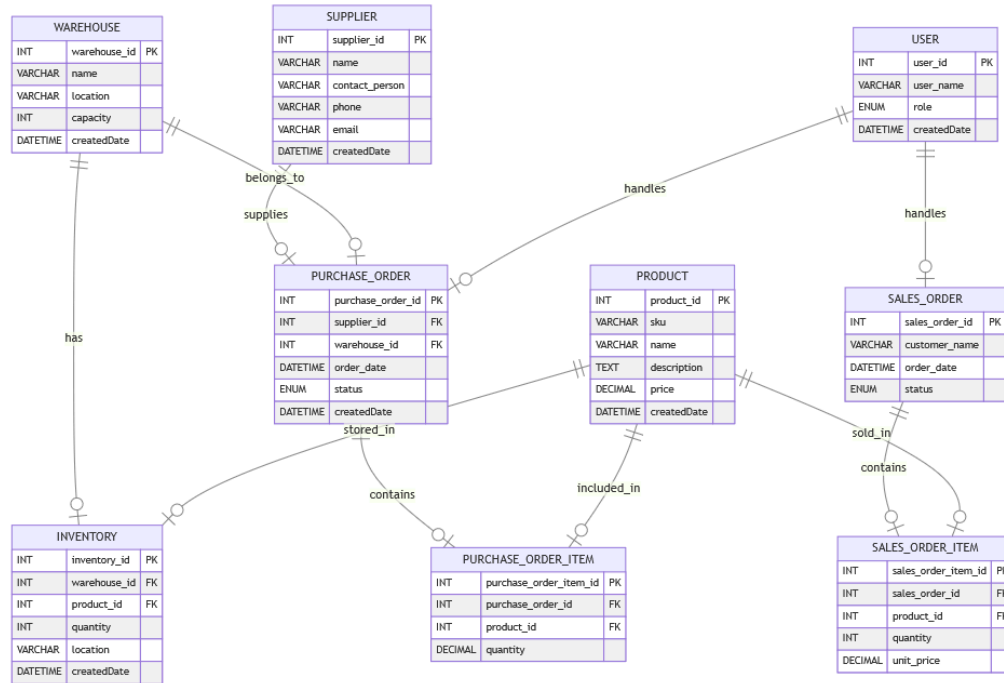 WAREHOUSE
INT warehouse_id PK
VARCHAR name
VARCHAR location
INT capacity
DATETIME createdDate
SUPPLIER
INT supplier_id PK
VARCHAR name
VARCHAR contact_person
VARCHAR phone
VARCHAR email
DATETIME createdDate
USER
INT user_id PK
VARCHAR user_name
ENUM role
DATETIME createdDate
belongs_to
supplies
handles
handles
PURCHASE_ORDER
INT purchase_order_id PK
INT supplier_id FK
INT warehouse_id FK
DATETIME order_date
ENUM status
DATETIME createdDate
PRODUCT
INT product_id PK
VARCHAR sku
VARCHAR name
TEXT description
DECIMAL price
DATETIME createdDate
SALES_ORDER
INT sales_order_id PK
VARCHAR customer_name
DATETIME order_date
ENUM status
has
stored_in
sold_in
contains
contains
included_in
INVENTORY
INT inventory_id PK
INT warehouse_id FK
INT product_id FK
INT quantity
VARCHAR location
DATETIME createdDate
PURCHASE_ORDER_ITEM
INT purchase_order_item_id PK
INT purchase_order_id FK
INT product_id FK
DECIMAL quantity
SALES_ORDER_ITEM
INT sales_order_item_id PK
INT sales_order_id FK
INT product_id FK
INT quantity
DECIMAL unit_price